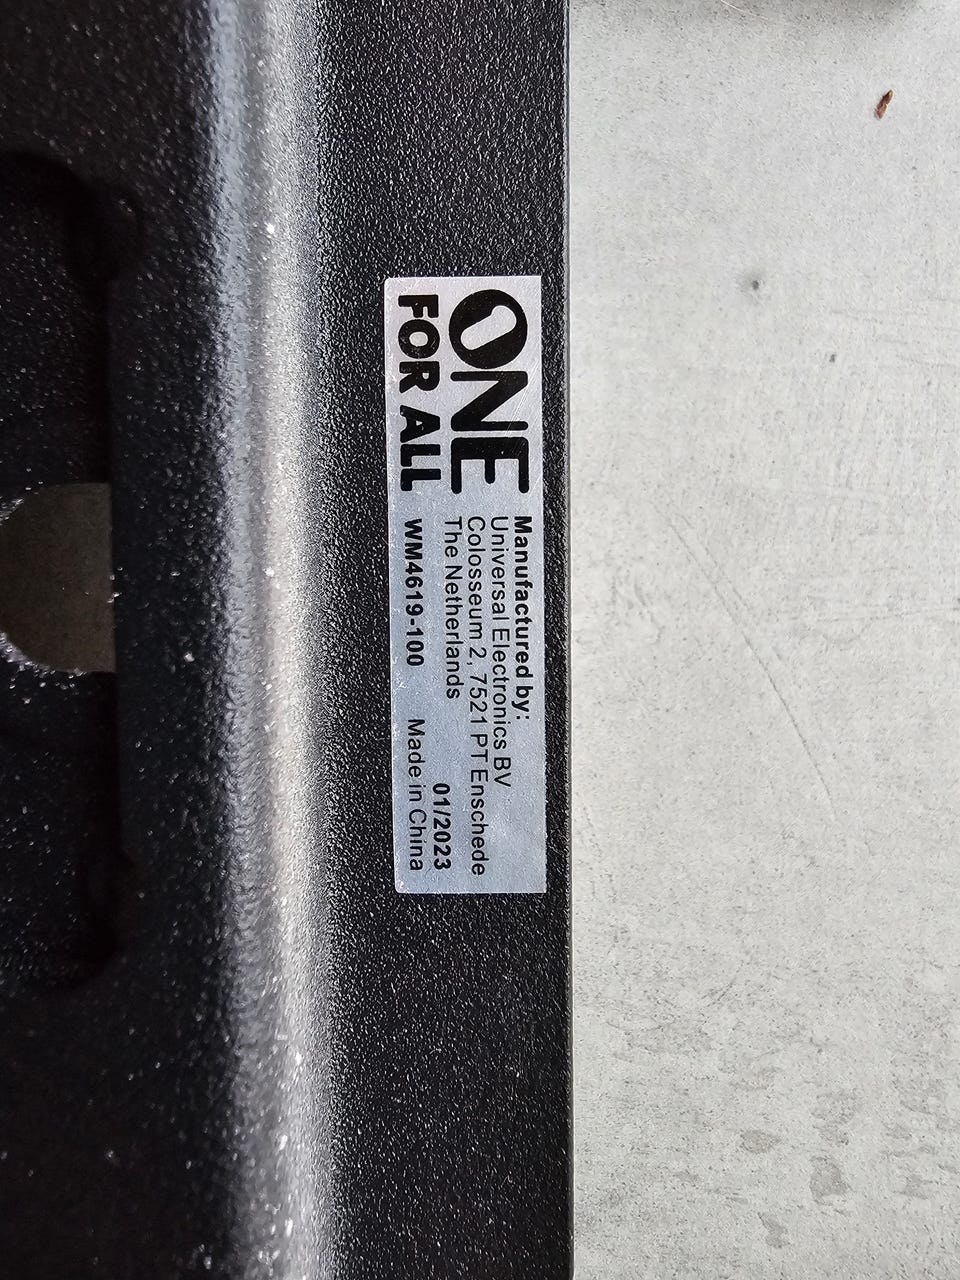 ONE
FOR ALL
Manufactured by:
Universal Electronics BV
Colosseum 2, 7521 PT Enschede
The Netherlands
01/2023
WM4619-100
Made in China